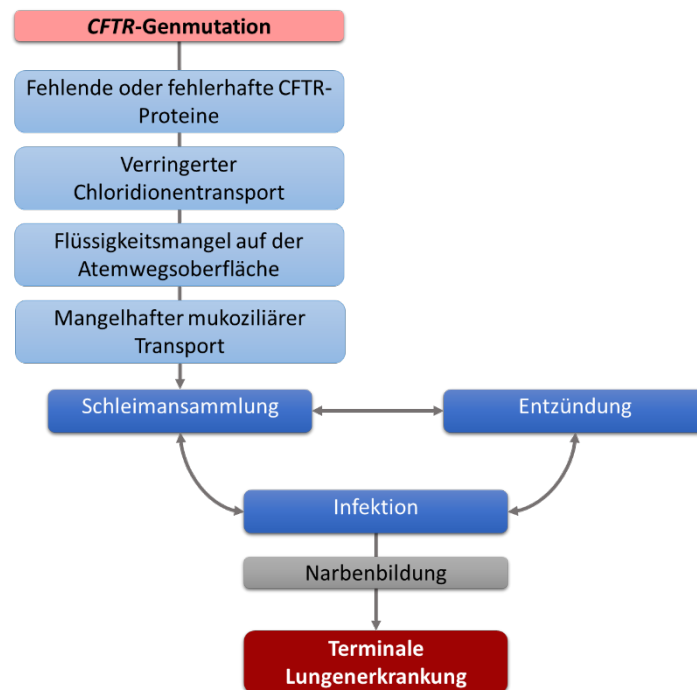 CFTR-Genmutation
Fehlende oder fehlerhafte CFTR-
Proteine
Verringerter
Chloridionentransport
Flüssigkeitsmangel auf der
Atemwegsoberfläche
Mangelhafter mukoziliärer
Transport
Schleimansammlung
Entzündung
Infektion
Narbenbildung
Terminale
Lungenerkrankung